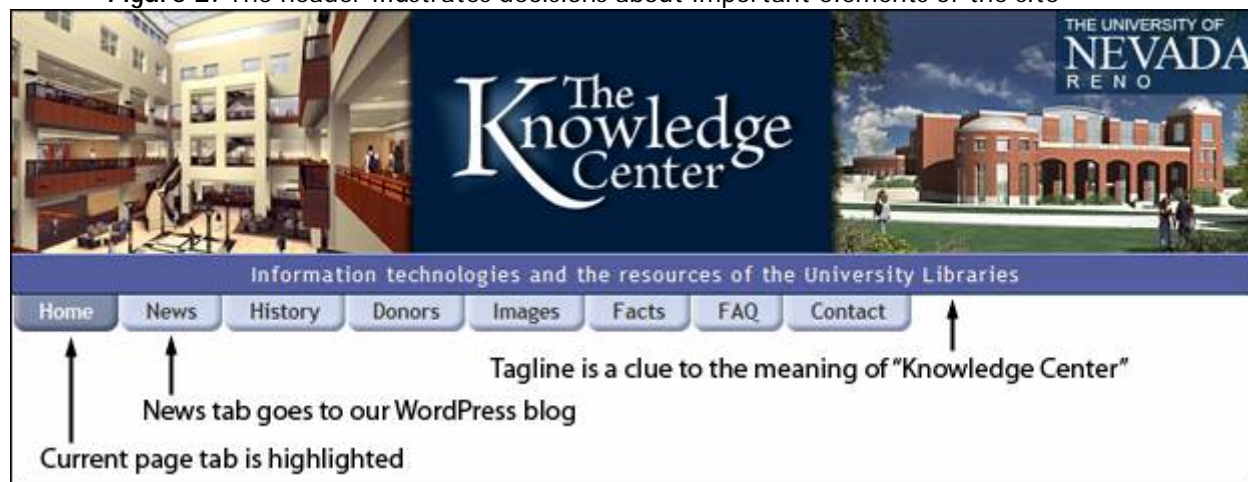 Figure 2. The header illustrates decisions about important elements of the site
THE UNIVERSITY OF
NEVADA
RENO
The
Knowledge
Center
Information technologies and the resources of the University Libraries
Home News History Donors Images Facts FAQ Contact
Tagline is a clue to the meaning of “Knowledge Center”
News tab goes to our WordPress blog
Current page tab is highlighted